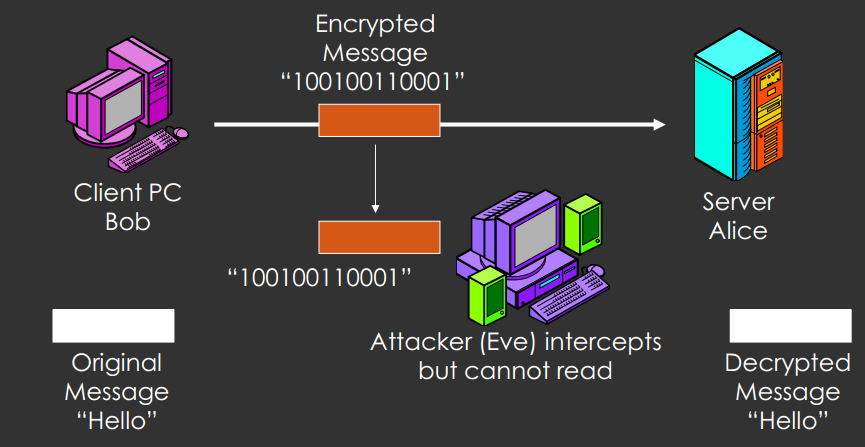 Encrypted
Message
“100100110001”
Client PC
Bob
Server
Alice
“100100110001”
Attacker (Eve) intercepts
but cannot read
Original
Message
“Hello”
Decrypted
Message
“Hello”